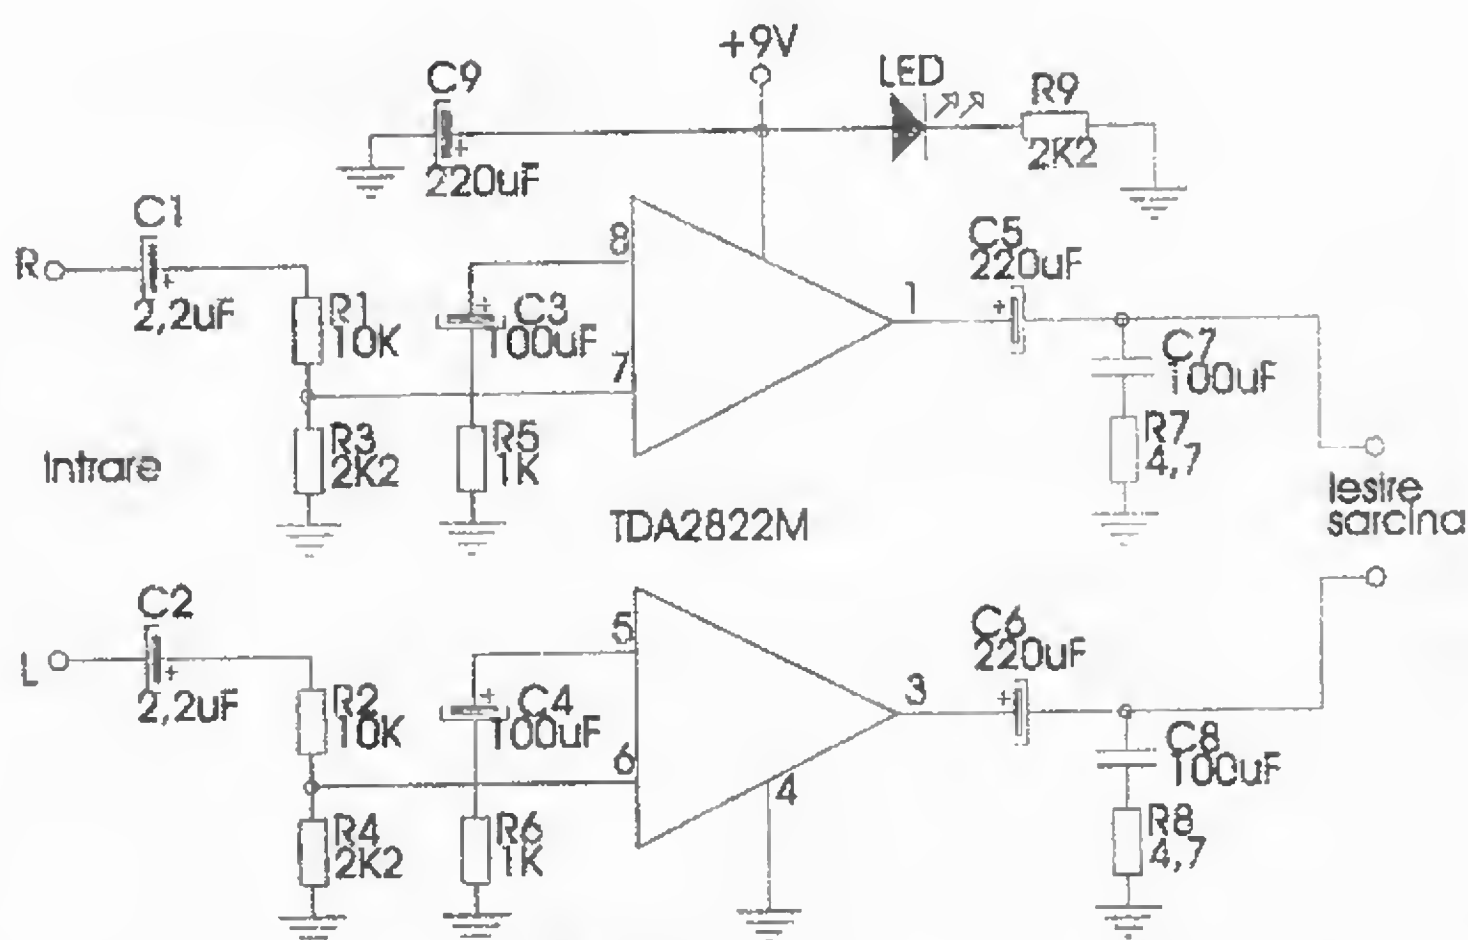 +9V
C9
220uF
LED
R9
2K2
C1
R
2,2uF
R1
10K
8
C3
100uF
7
R3
2K2
R5
1K
1
C5
220uF
C7
100uF
R7
4,7
Intrare
TDA2822M
Iesire
sarcina
C2
L
2,2uF
R2
10K
5
C4
100uF
6
R4
2K2
R6
1K
4
3
C6
220uF
C8
100uF
R8
4,7